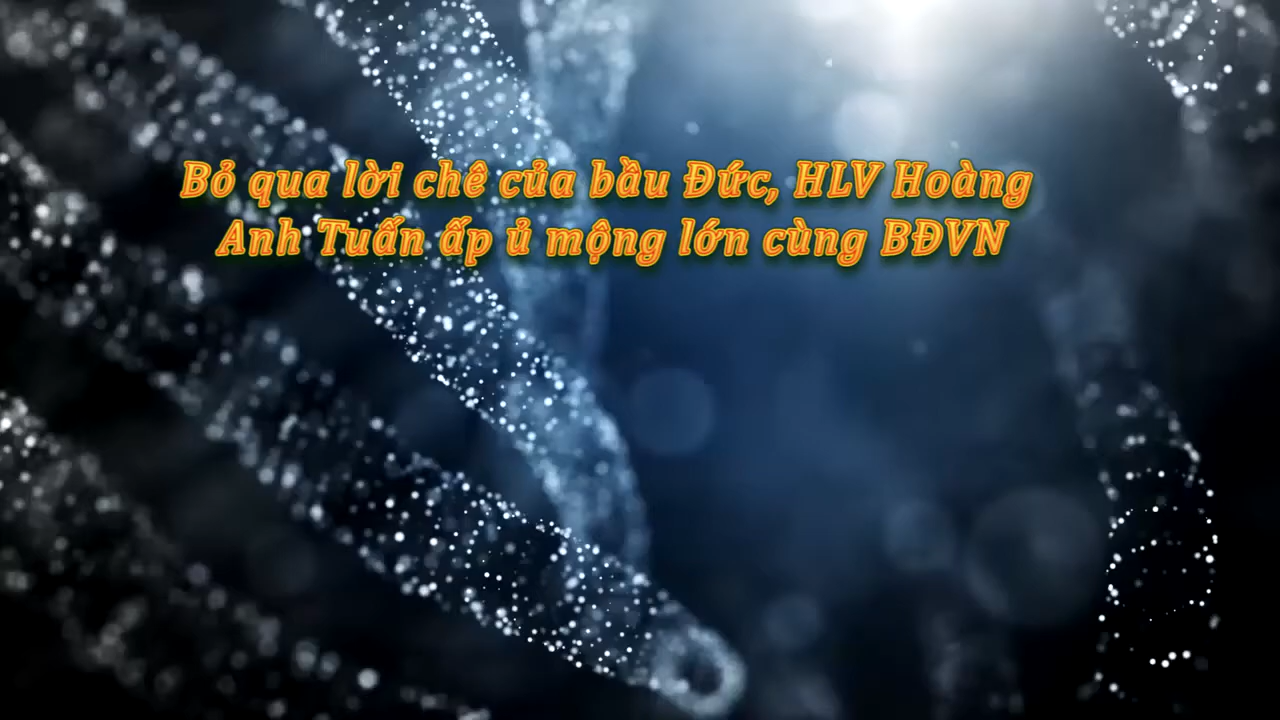 Bỏ qua lời chê của bầu Đức, HLV Hoàng
Anh Tuấn ấp ủ mộng lớn cùng BĐVN